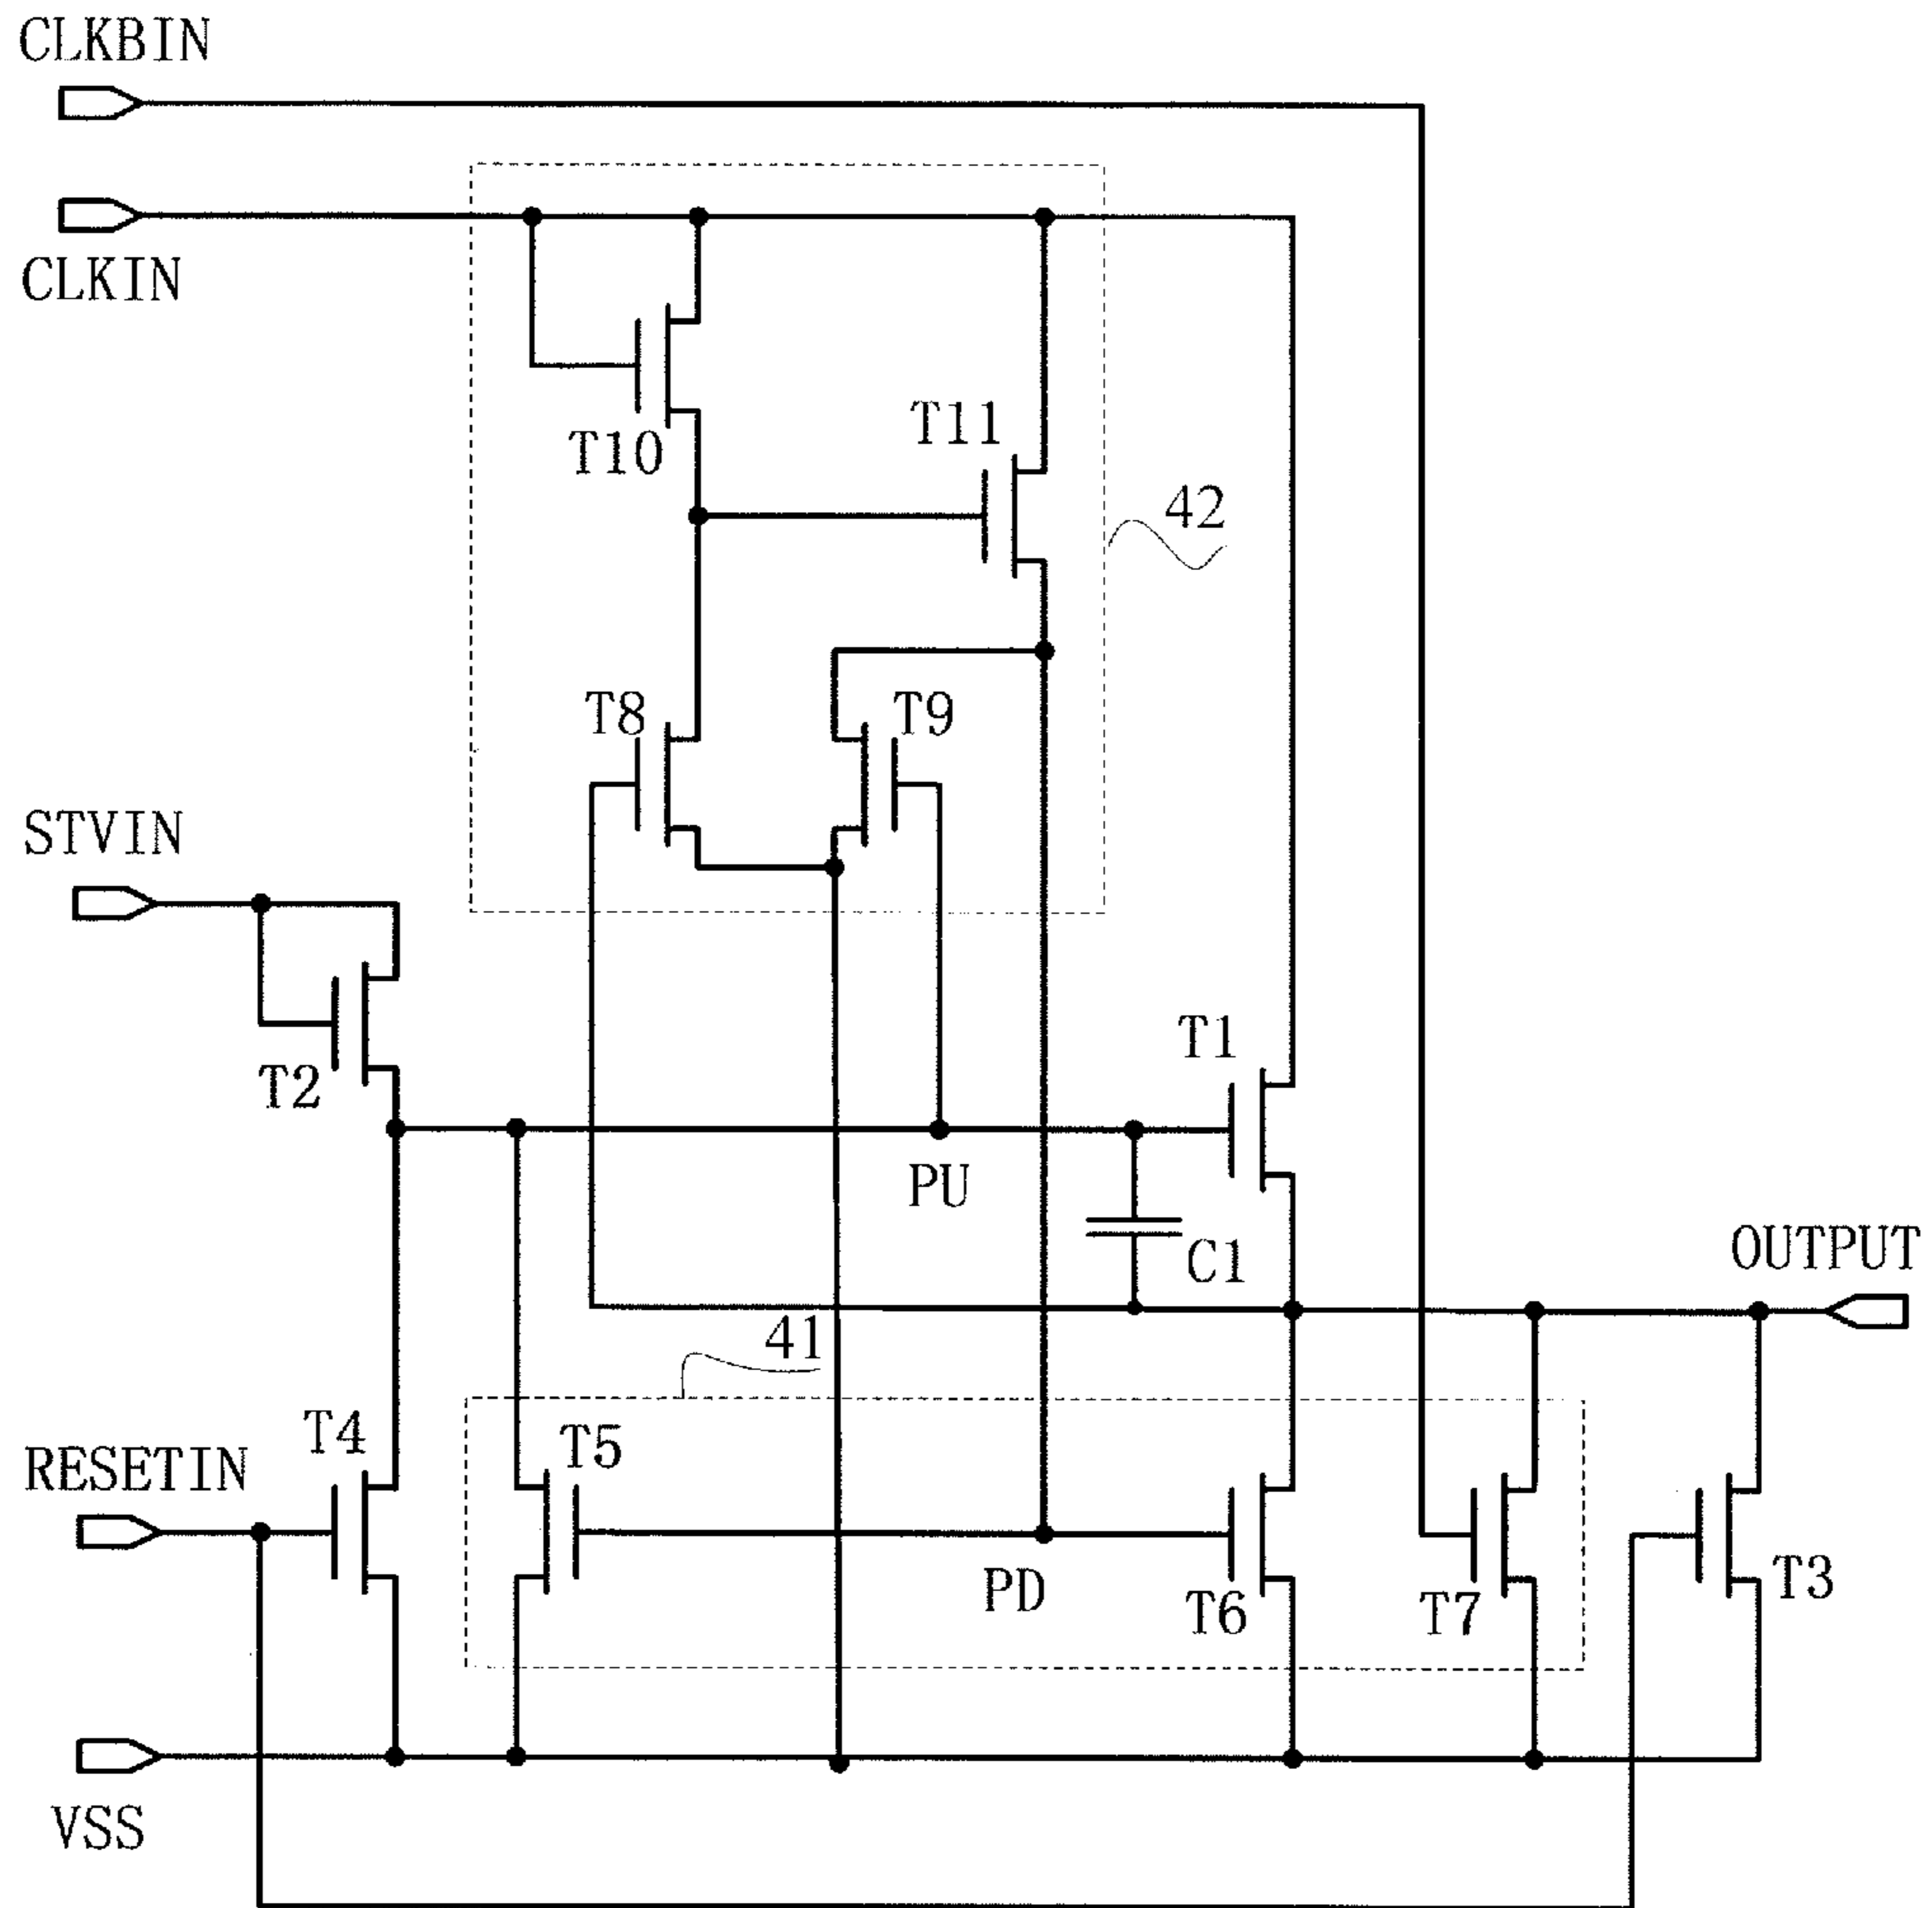 CLKBIN
CLKIN
T10
T11
42
T8
T9
STVIN
T2
T1
PU
C1
OUTPUT
41
T4
T5
RESETIN
PD
T6
T7
T3
VSS